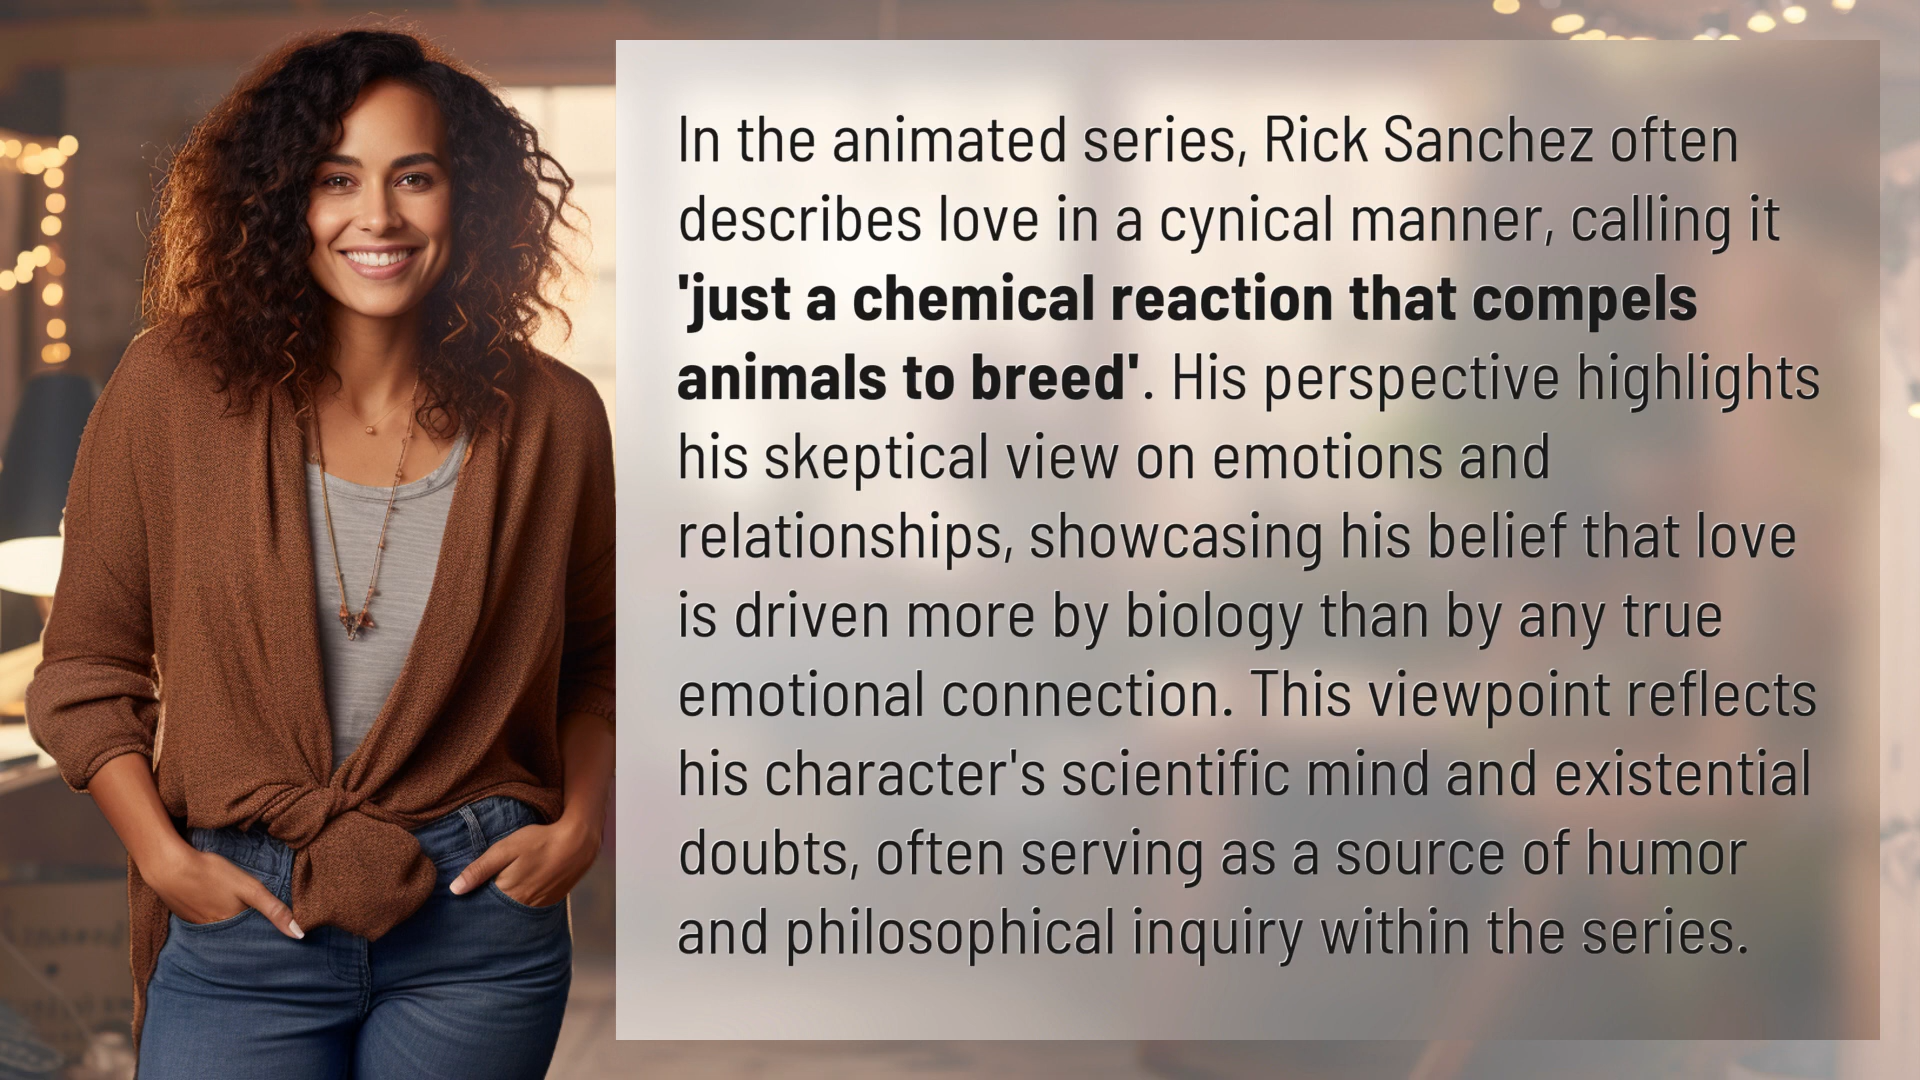 In the animated series, Rick Sanchez often
describes love in a cynical manner, calling it
'just a chemical reaction that compels
animals to breed'. His perspective highlights
his skeptical view on emotions and
relationships, showcasing his belief that love
is driven more by biology than by any true
emotional connection. This viewpoint reflects
his character's scientific mind and existential
doubts, often serving as a source of humor
and philosophical inquiry within the series.